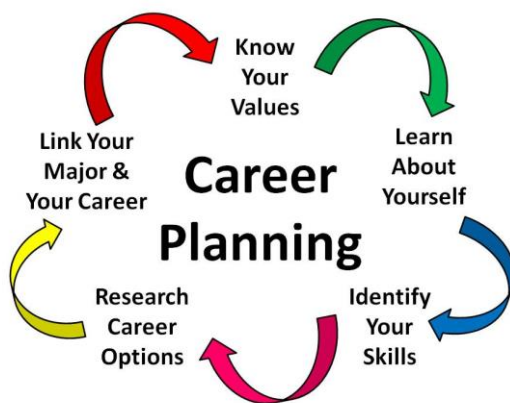 Career
Planning
Know
Your
Values
Learn
About
Yourself
Identify
Your
Skills
Research
Career
Options
Link Your
Major &
Your Career